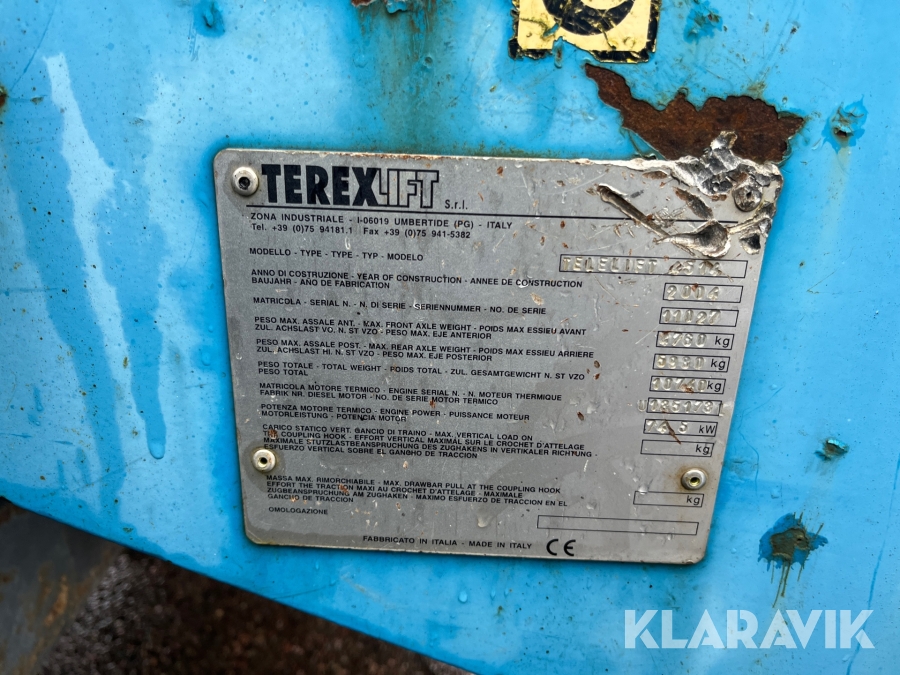 TEREXLIFT S.r.l.
ZONA INDUSTRIALE - I-06019 UMBERTIDE (PG) - ITALY
Tel. +39 (0)75 94181.1 Fax +39 (0)75 941-5382
MODELLO - TYPE - TYPE - TYP - MODELO TELELIFT
ANNO DI COSTRUZIONE - YEAR OF CONSTRUCTION - ANNEE DE CONSTRUCTION
BAUJAHR - AÑO DE FABRICATION
MATRICOLA - SERIAL N. - N. DI SERIE - SERIENNUMMER - NO. DE SERIE
PESO MAX. ASSALE ANT. - MAX. FRONT AXLE WEIGHT - POIDS MAX ESSIEU AVANT
ZUL. ACHSLAST VO. N. ST VZO - PESO MAX. EJE ANTERIOR kg
PESO MAX. ASSALE POST. - MAX. REAR AXLE WEIGHT - POIDS MAX ESSIEU ARRIERE
ZUL. ACHSLAST HI. N. ST VZO - PESO MAX. EJE POSTERIOR kg
PESO TOTALE - TOTAL WEIGHT - POIDS TOTAL - ZUL. GESAMTGEWICHT N. ST VZO
PESO TOTAL kg
MATRICOLA MOTORE TERMICO - ENGINE SERIAL N. - N. MOTEUR THERMIQUE
FABRIK NR. DIESEL MOTOR - NO. DE SERIE MOTOR TERMICO
POTENZA MOTORE TERMICO - ENGINE POWER - PUISSANCE MOTEUR
MOTORLEISTUNG - POTENCIA MOTOR kW
CARICO STATICO VERT. GANCIO DI TRAINO - MAX. VERTICAL LOAD ON
THE COUPLING HOOK - EFFORT VERTICAL MAXIMAL SUR LE CROCHET D'ATTELAGE
MAXIMALE STUTZLASTBEANSPRUCHUNG DES ZUGHAKENS IN VERTIKALER RICHTUNG -
ESFUERZO VERTICAL SOBRE EL GANGHO DE TRACCION kg
MASSA MAX. RIMORCHIABILE - MAX. DRAWBAR PULL AT THE COUPLING HOOK
EFFORT THE TRACTION MAXI AU CROCHET D'ATTELAGE - MAXIMALE
ZUGBEANSPRUCHUNG AM ZUGHAKEN - MAXIMO ESFUERZO DE TRACCION EN EL
GANCHO DE TRACCION kg
OMOLOGAZIONE
FABBRICATO IN ITALIA - MADE IN ITALY CE
KLARAVIK